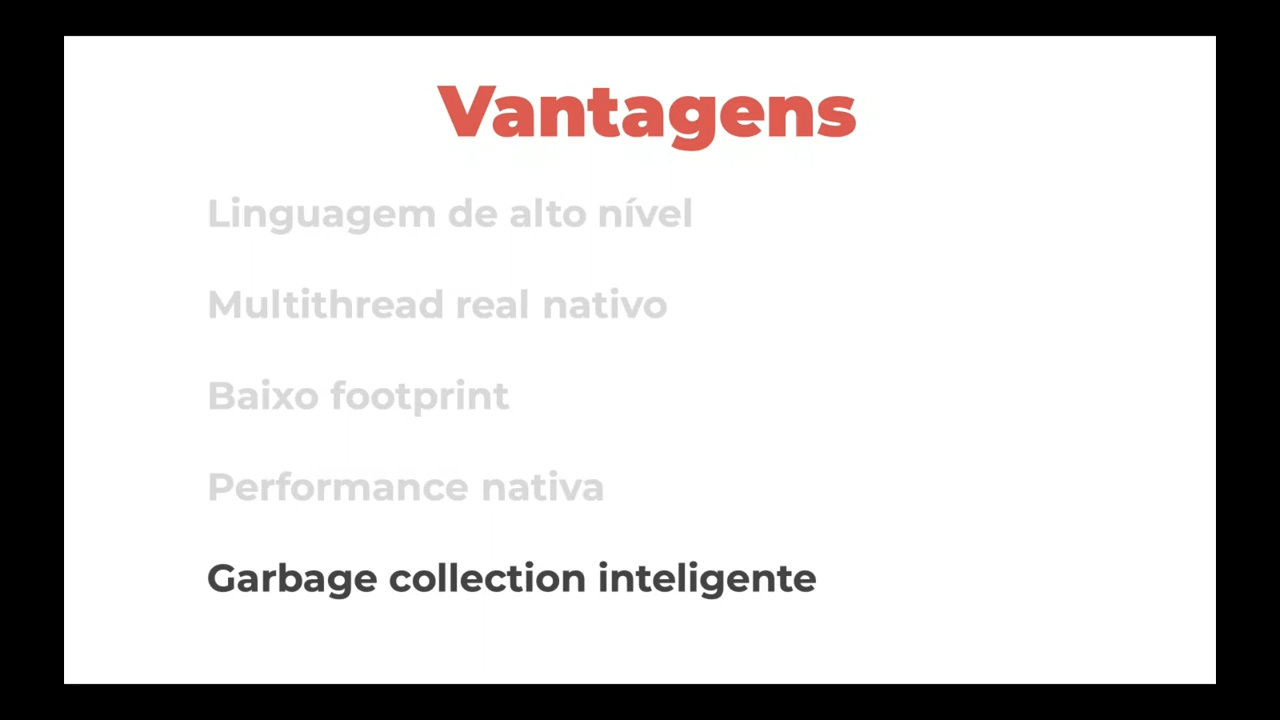 Vantagens
Linguagem de alto nível
Multithread real nativo
Baixo footprint
Performance nativa
Garbage collection inteligente